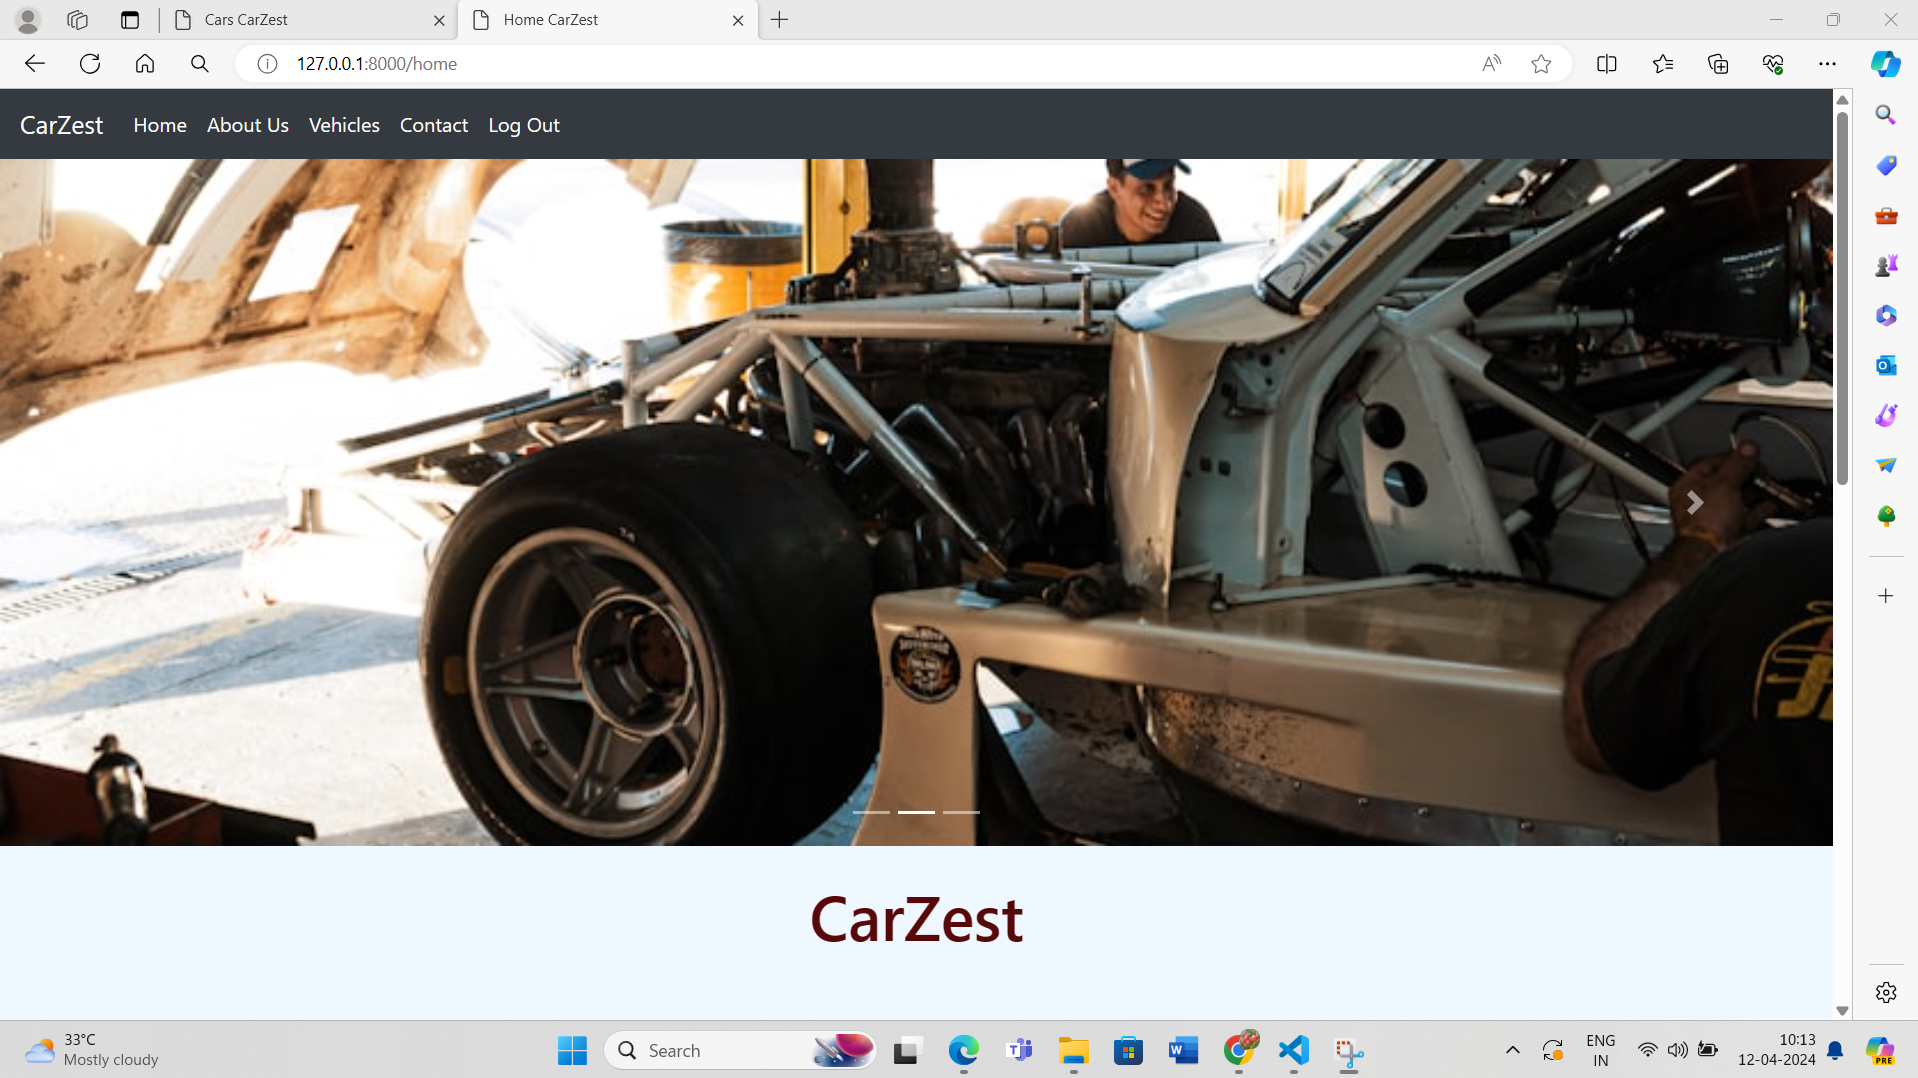 Cars CarZest
Home CarZest
127.0.0.1:8000/home
CarZest Home About Us Vehicles Contact Log Out
CarZest
33°C
Mostly cloudy
Search
ENG
IN
10:13
12-04-2024
PRE